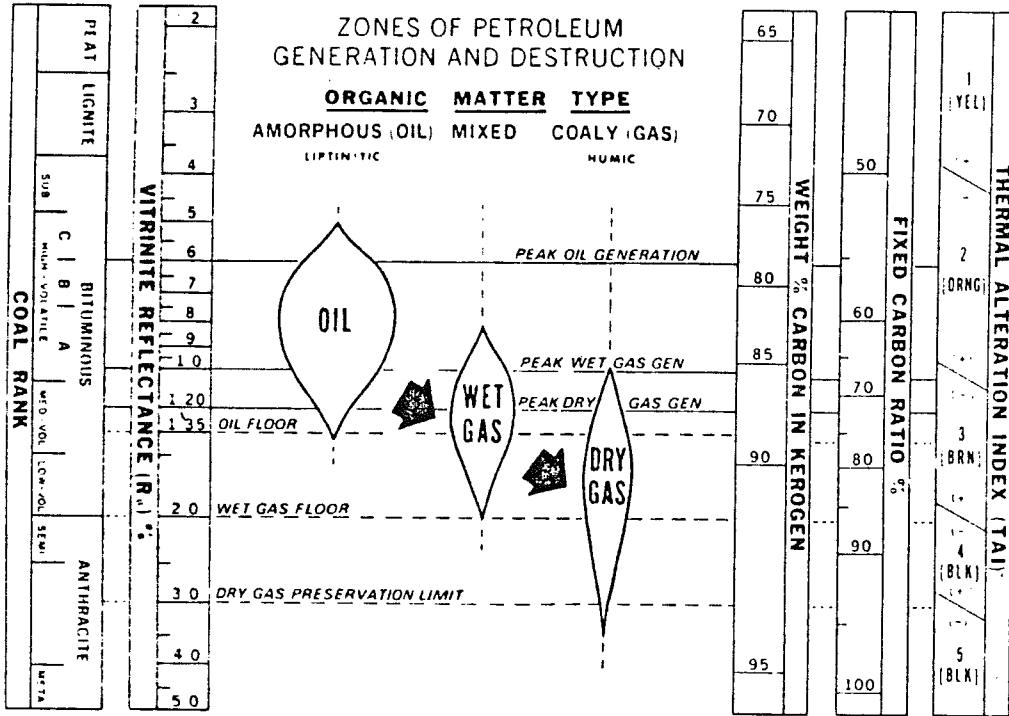 ZONES OF PETROLEUM
GENERATION AND DESTRUCTION
ORGANIC MATTER TYPE
AMORPHOUS (OIL) MIXED COALY (GAS)
LIPTINITIC HUMIC
COAL RANK
PEAT
LIGNITE
SUB
BITUMINOUS
HIGH-VOLATILE
C B A
MED VOL
LOW-VOL
SEMI
ANTHRACITE
META
VITRINITE REFLECTANCE (Ro) %
2
3
4
5
6
7
8
9
1 0
1 20
1 35
2 0
3 0
4 0
5 0
OIL
WET
GAS
DRY
GAS
PEAK OIL GENERATION
PEAK WET GAS GEN
PEAK DRY GAS GEN
OIL FLOOR
WET GAS FLOOR
DRY GAS PRESERVATION LIMIT
WEIGHT % CARBON IN KEROGEN
65
70
75
80
85
90
95
FIXED CARBON RATIO %
50
60
70
80
90
100
THERMAL ALTERATION INDEX (TAI)
1
(YEL)
2
(ORNG)
3
(BRN)
4
(BLK)
5
(BLK)